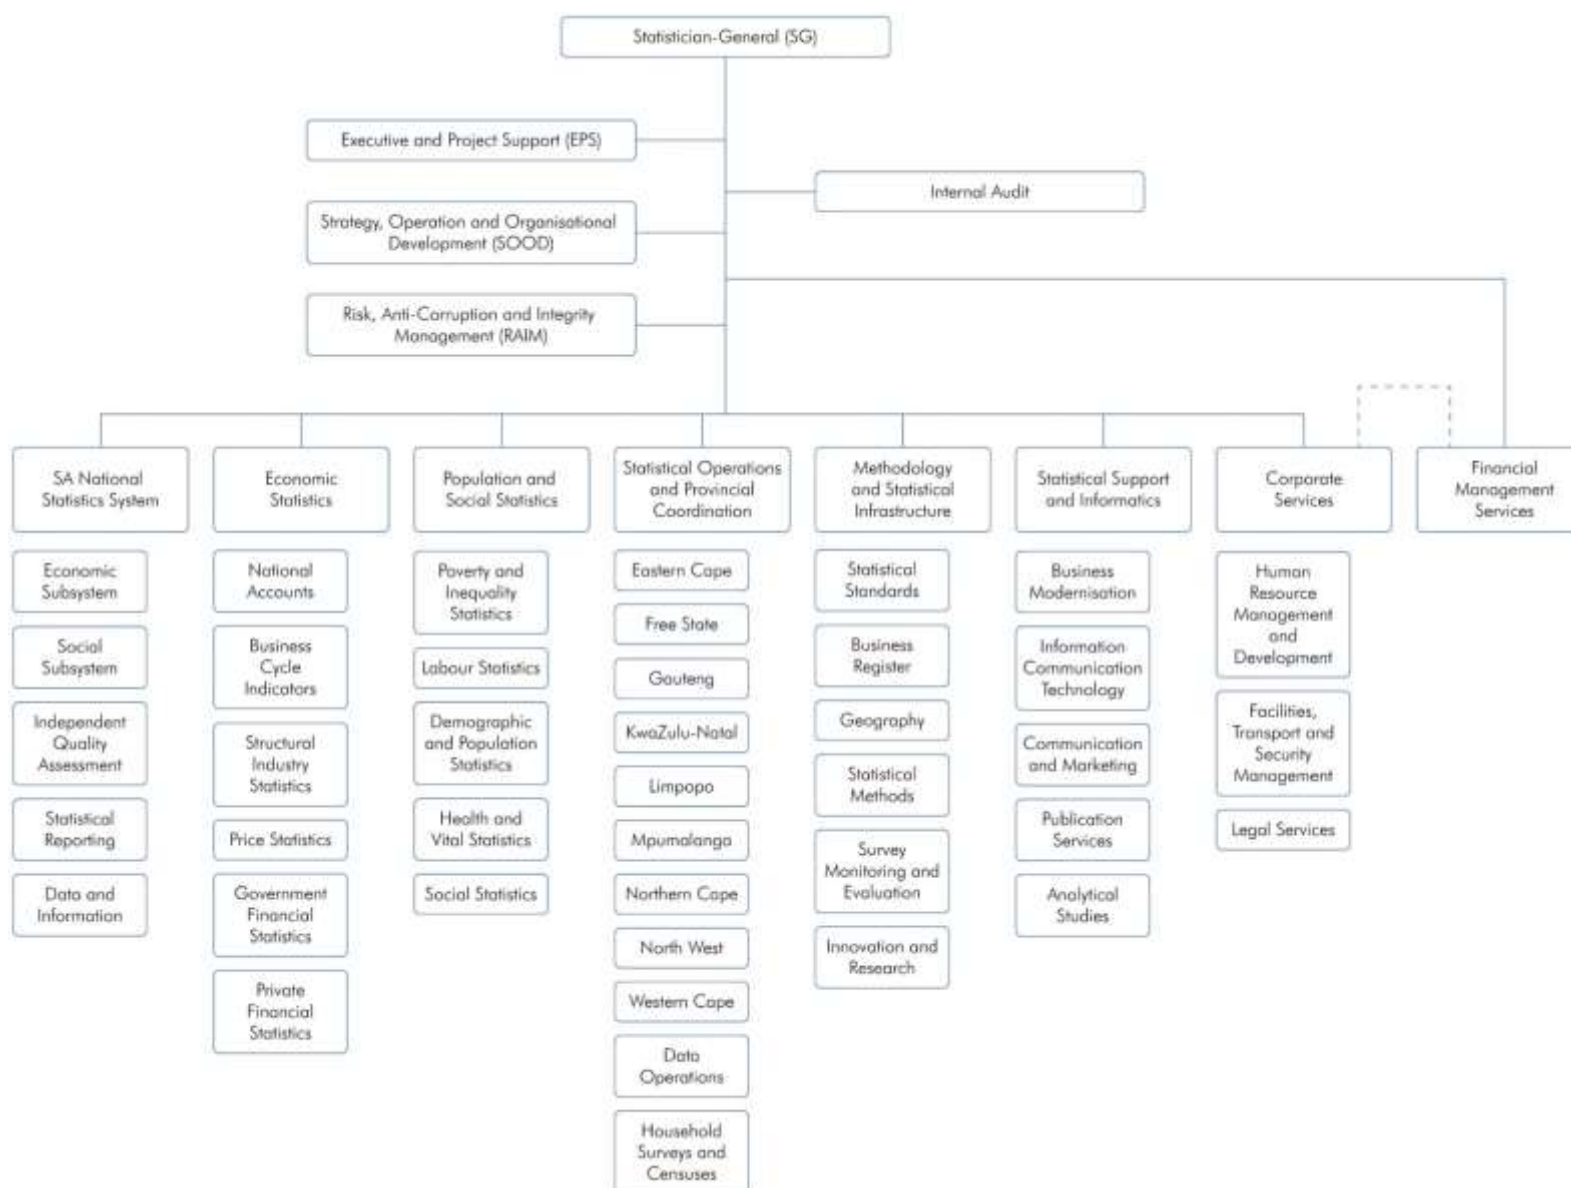 Statistician-General (SG)
Executive and Project Support (EPS)
Internal Audit
Strategy, Operation and Organisational
Development (SOOD)
Risk, Anti-Corruption and Integrity
Management (RAIM)
SA National
Statistics System
Economic
Subsystem
Social
Subsystem
Independent
Quality
Assessment
Statistical
Reporting
Data and
Information
Economic
Statistics
National
Accounts
Business
Cycle
Indicators
Structural
Industry
Statistics
Price Statistics
Government
Financial
Statistics
Private
Financial
Statistics
Population and
Social Statistics
Poverty and
Inequality
Statistics
Labour Statistics
Demographic
and Population
Statistics
Health and
Vital Statistics
Social Statistics
Statistical Operations
and Provincial
Coordination
Eastern Cape
Free State
Gauteng
KwaZulu-Natal
Limpopo
Mpumalanga
Northern Cape
North West
Western Cape
Data
Operations
Household
Surveys and
Censuses
Methodology
and Statistical
Infrastructure
Statistical
Standards
Business
Register
Geography
Statistical
Methods
Survey
Monitoring and
Evaluation
Innovation and
Research
Statistical Support
and Informatics
Business
Modernisation
Information
Communication
Technology
Communication
and Marketing
Publication
Services
Analytical
Studies
Corporate
Services
Human
Resource
Management
and
Development
Facilities,
Transport and
Security
Management
Legal Services
Financial
Management
Services